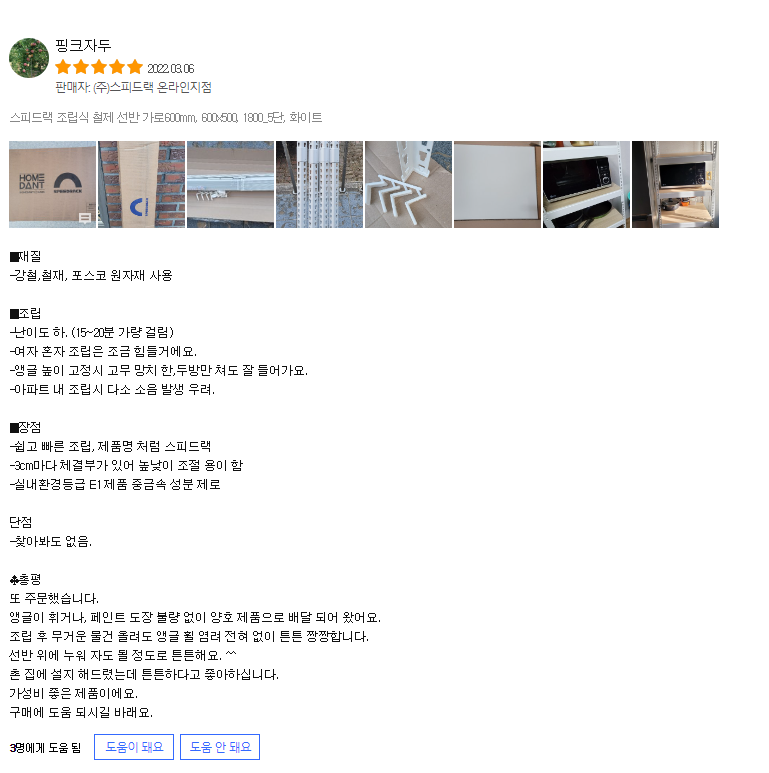 핑크자두
2022.03.06
판매자: (주)스피드랙 온라인지점
스피드랙 조립식 철제 선반 가로600mm, 600x500, 1800_5단, 화이트
HOME
DANT
SPEEDRACK
■재질
-강철,철재, 포스코 원자재 사용
■조립
-난이도 하. (15~20분 가량 걸림)
-여자 혼자 조립은 조금 힘들거에요.
-앵글 높이 고정시 고무 망치 한,두방만 쳐도 잘 들어가요.
-아파트 내 조립시 다소 소음 발생 우려.
■장점
-쉽고 빠른 조립, 제품명 처럼 스피드랙
-3cm마다 체결부가 있어 높낮이 조절 용이 함
-실내환경등급 E1 제품 중금속 성분 제로
단점
-찾아봐도 없음.
♣총평
또 주문했습니다.
앵글이 휘거나, 페인트 도장 불량 없이 양호 제품으로 배달 되어 왔어요.
조립 후 무거운 물건 올려도 앵글 휠 염려 전혀 없이 튼튼 짱짱합니다.
선반 위에 누워 자도 될 정도로 튼튼해요. ^^
촌 집에 설지 해드렸는데 튼튼하다고 좋아하십니다.
가성비 좋은 제품이에요.
구매에 도움 되시길 바래요.
3명에게 도움 됨
도움이 돼요
도움 안 돼요